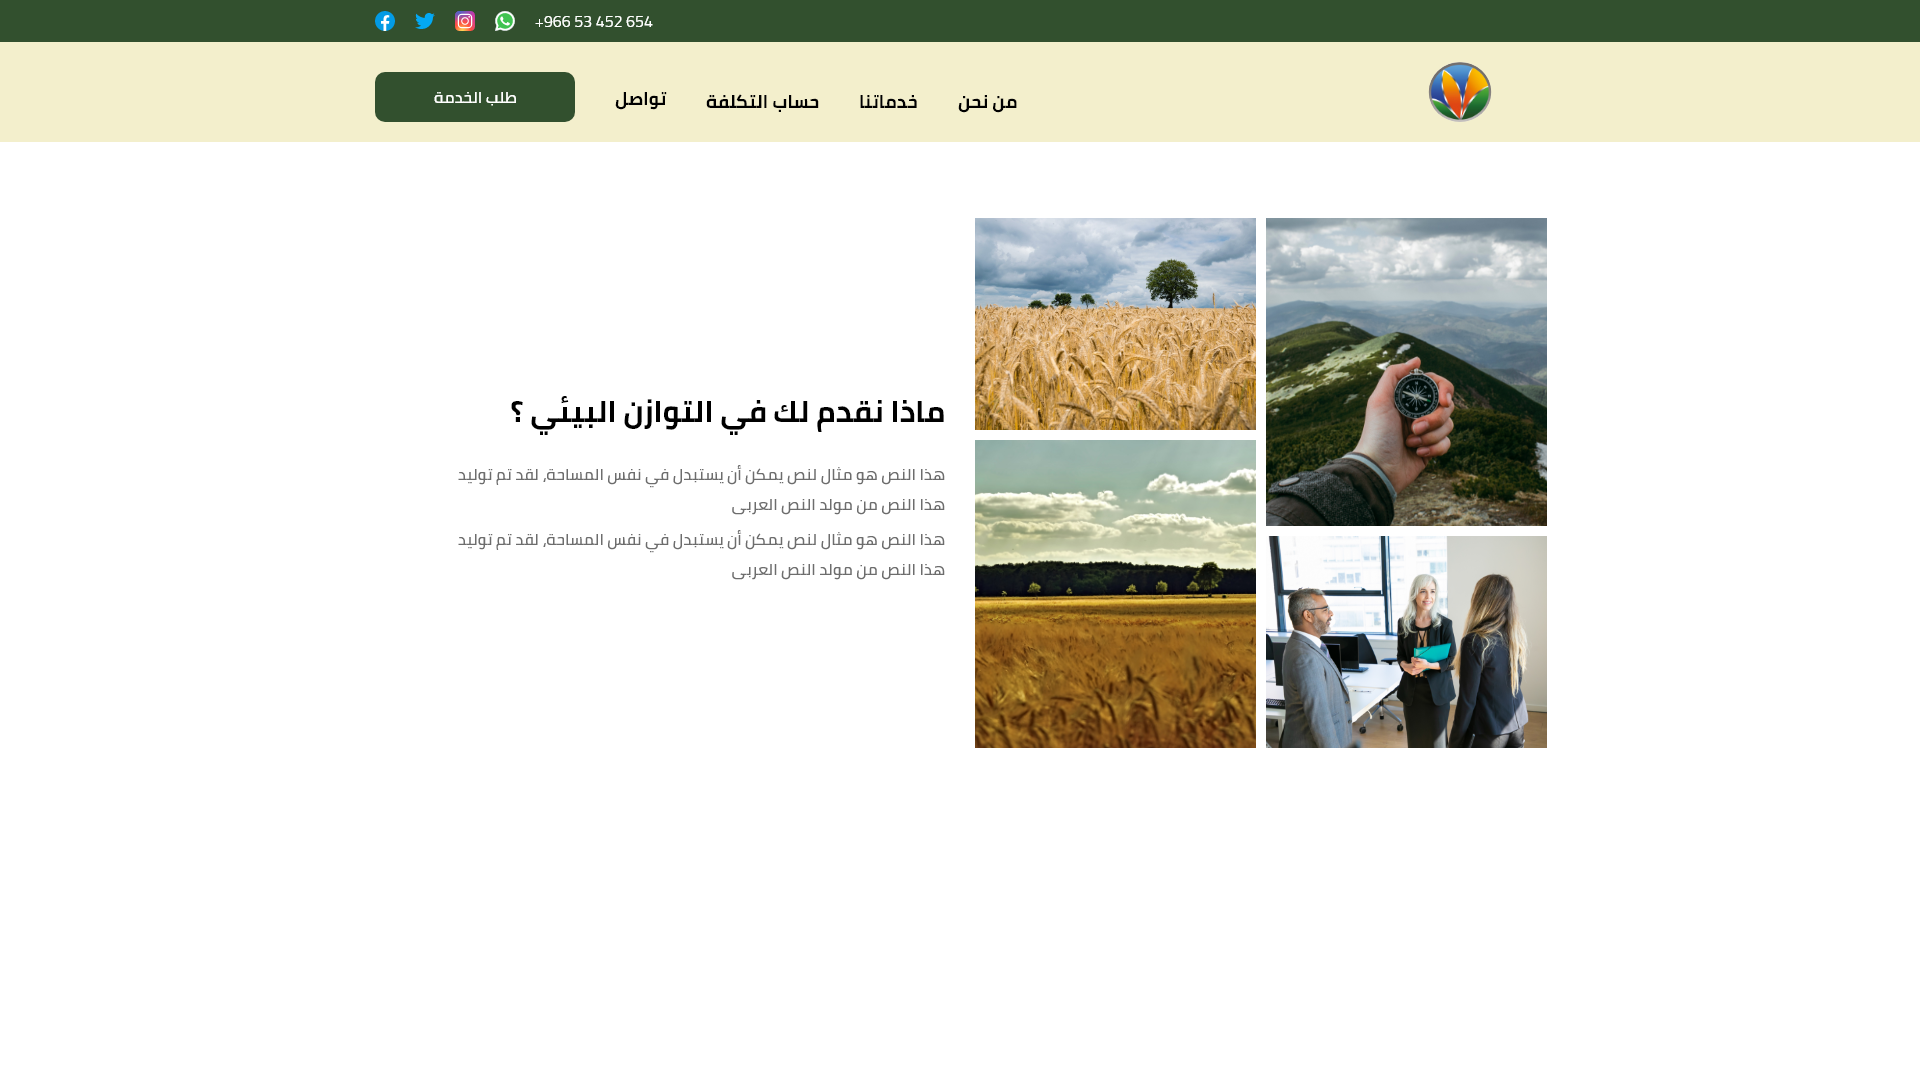 +966 53 452 654
من نحن
خدماتنا
حساب التكلفة
تواصل
طلب الخدمة
ماذا نقدم لك في التوازن البيئي ؟
هذا النص هو مثال لنص يمكن أن يستبدل في نفس المساحة، لقد تم توليد
هذا النص من مولد النص العربى
هذا النص هو مثال لنص يمكن أن يستبدل في نفس المساحة، لقد تم توليد
هذا النص من مولد النص العربى